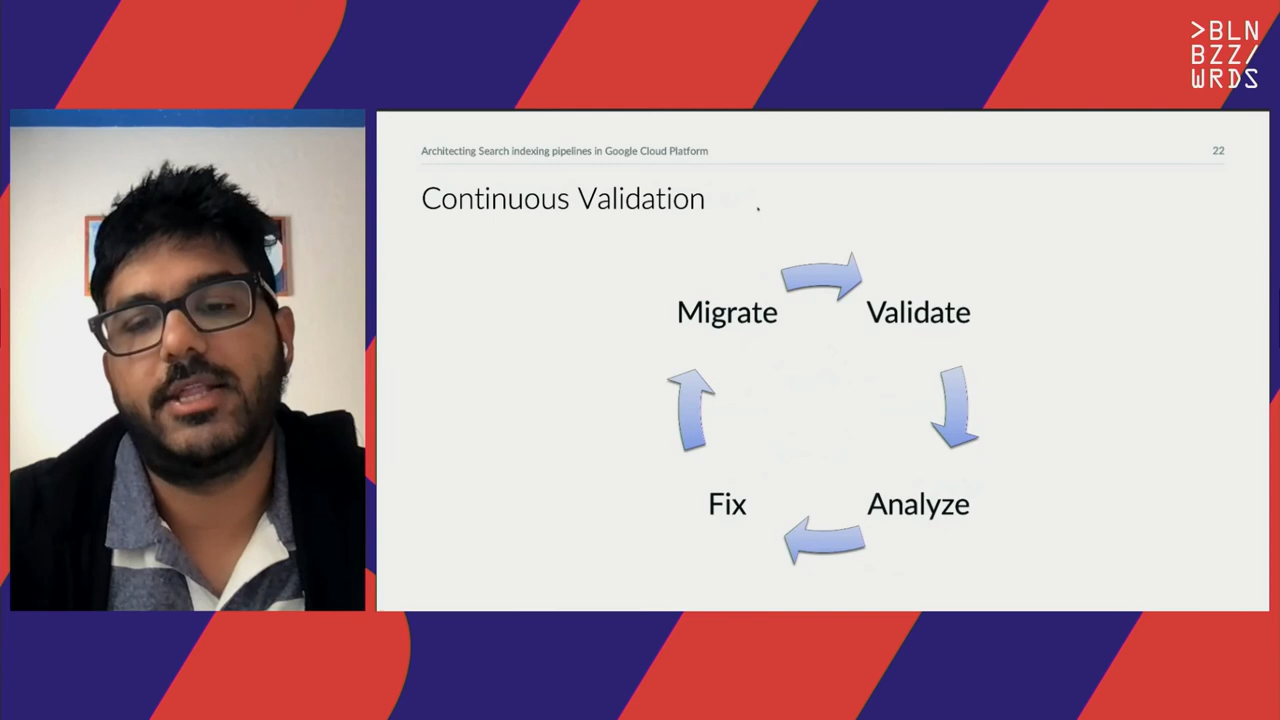 >BLN
BZZ/
WRDS
Architecting Search indexing pipelines in Google Cloud Platform
22
Continuous Validation
Migrate
Validate
Fix
Analyze